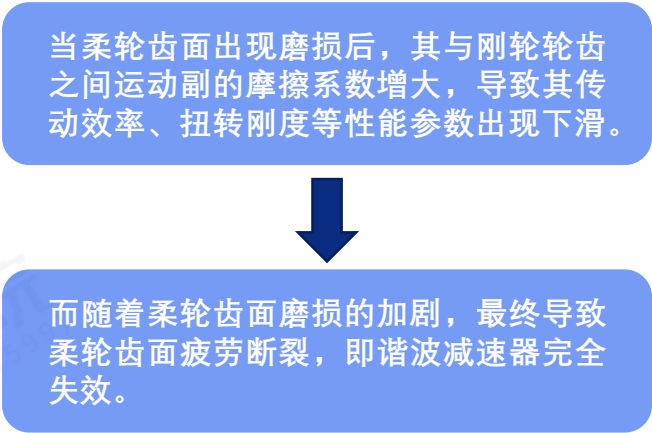 当柔轮齿面出现磨损后，其与刚轮轮齿
之间运动副的摩擦系数增大，导致其传
动效率、扭转刚度等性能参数出现下滑。
而随着柔轮齿面磨损的加剧，最终导致
柔轮齿面疲劳断裂，即谐波减速器完全
失效。